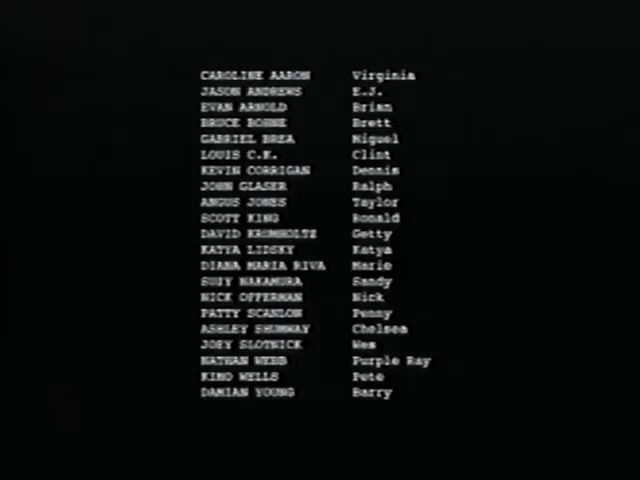 CAROLINE AARON Virginia
JASON ANDREWS E.J.
EVAN ARNOLD Brian
BRUCE BOHNE Brett
GABRIEL BREA Miguel
LOUIS C.K. Clint
KEVIN CORRIGAN Dennis
JOHN GLASER Ralph
ANGUS JONES Taylor
SCOTT KING Ronald
DAVID KRUMHOLTZ Getty
KATYA LIDSKY Katya
DIANA MARIA RIVA Marie
SUZY NAKAMURA Sandy
NICK OFFERMAN Nick
PATTY SCANLON Penny
ASHLEY SHUMWAY Chelsea
JOEY SLOTNICK Wes
NATHAN WEBB Purple Ray
KINO WELLS Pete
DAMIAN YOUNG Barry